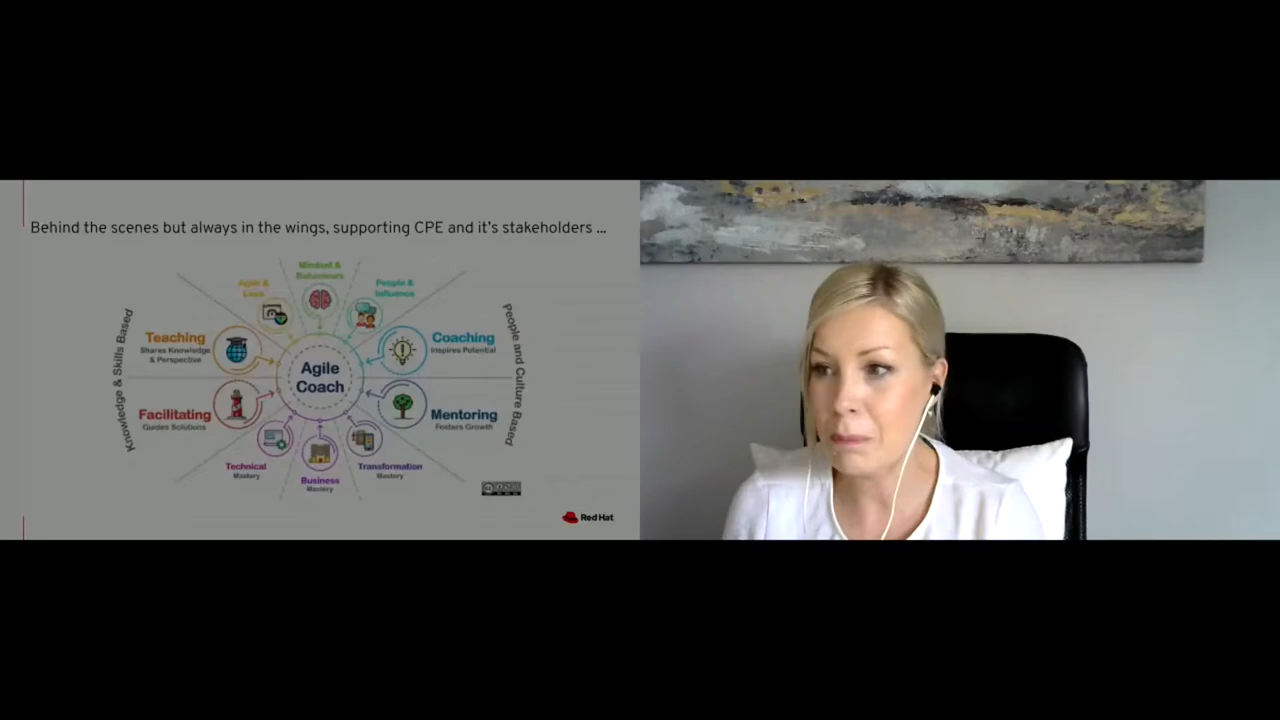 Behind the scenes but always in the wings, supporting CPE and it's stakeholders ...
Mindset &
Behaviours
Agile &
Lean
People &
Influence
Knowledge & Skills Based
Teaching
Shares Knowledge
& Perspective
Agile
Coach
Coaching
Inspires Potential
People and Culture Based
Facilitating
Guides Solutions
Mentoring
Fosters Growth
Technical
Mastery
Business
Mastery
Transformation
Mastery
Red Hat